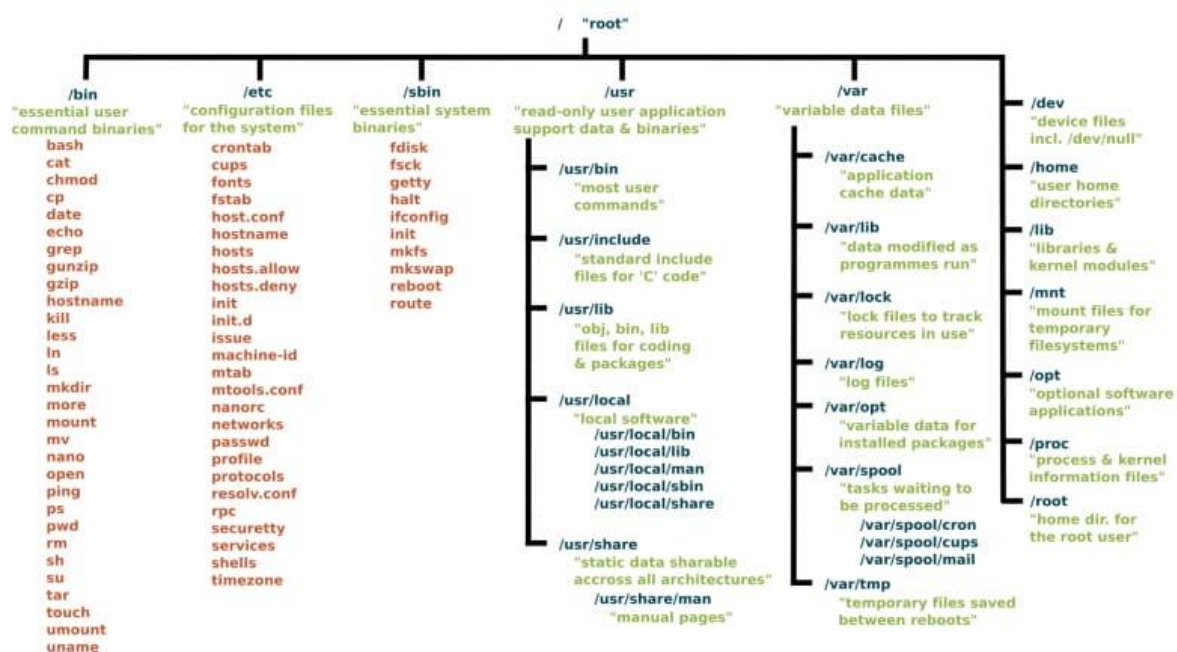 / "root"
/bin
"essential user
command binaries"
bash
cat
chmod
cp
date
echo
grep
gunzip
gzip
hostname
kill
less
ln
ls
mkdir
more
mount
mv
nano
open
ping
ps
pwd
rm
sh
su
tar
touch
umount
uname
/etc
"configuration files
for the system"
crontab
cups
fonts
fstab
host.conf
hostname
hosts
hosts.allow
hosts.deny
init
init.d
issue
machine-id
mtab
mtools.conf
nanorc
networks
passwd
profile
protocols
resolv.conf
rpc
securetty
services
shells
timezone
/sbin
"essential system
binaries"
fdisk
fsck
getty
halt
ifconfig
init
mkfs
mkswap
reboot
route
/usr
"read-only user application
support data & binaries"
/usr/bin
"most user
commands"
/usr/include
"standard include
files for 'C' code"
/usr/lib
"obj, bin, lib
files for coding
& packages"
/usr/local
"local software"
/usr/local/bin
/usr/local/lib
/usr/local/man
/usr/local/sbin
/usr/local/share
/usr/share
"static data sharable
accross all architectures"
/usr/share/man
"manual pages"
/var
"variable data files"
/var/cache
"application
cache data"
/var/lib
"data modified as
programmes run"
/var/lock
"lock files to track
resources in use"
/var/log
"log files"
/var/opt
"variable data for
installed packages"
/var/spool
"tasks waiting to
be processed"
/var/spool/cron
/var/spool/cups
/var/spool/mail
/var/tmp
"temporary files saved
between reboots"
/dev
"device files
incl. /dev/null"
/home
"user home
directories"
/lib
"libraries &
kernel modules"
/mnt
"mount files for
temporary
filesystems"
/opt
"optional software
applications"
/proc
"process & kernel
information files"
/root
"home dir. for
the root user"